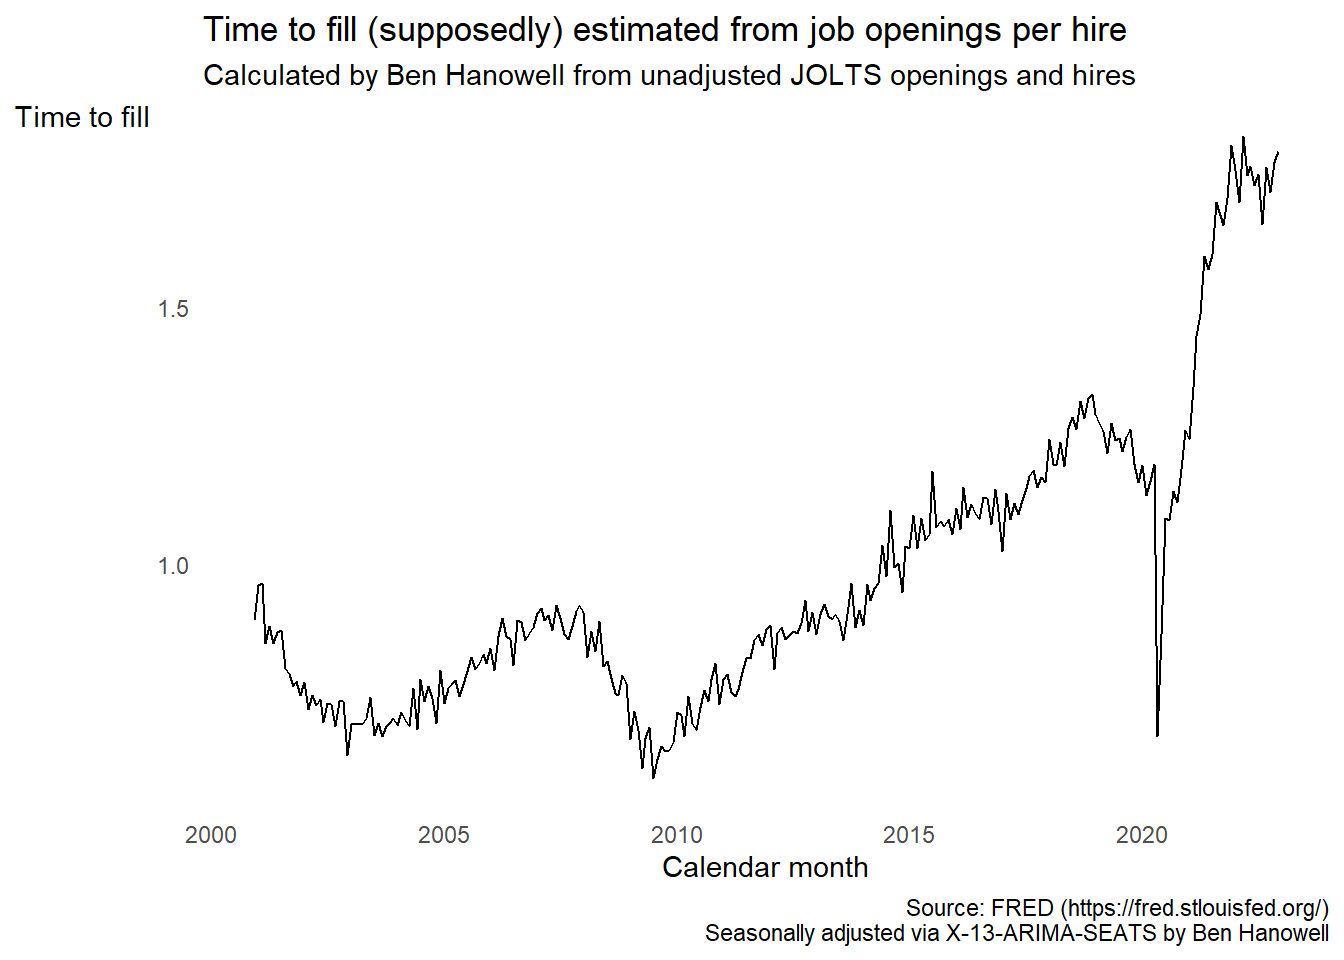 Time to fill (supposedly) estimated from job openings per hire
Calculated by Ben Hanowell from unadjusted JOLTS openings and hires
Time to fill
1.5
1.0
2000 2005 2010 2015 2020
Calendar month
Source: FRED (https://fred.stlouisfed.org/)
Seasonally adjusted via X-13-ARIMA-SEATS by Ben Hanowell